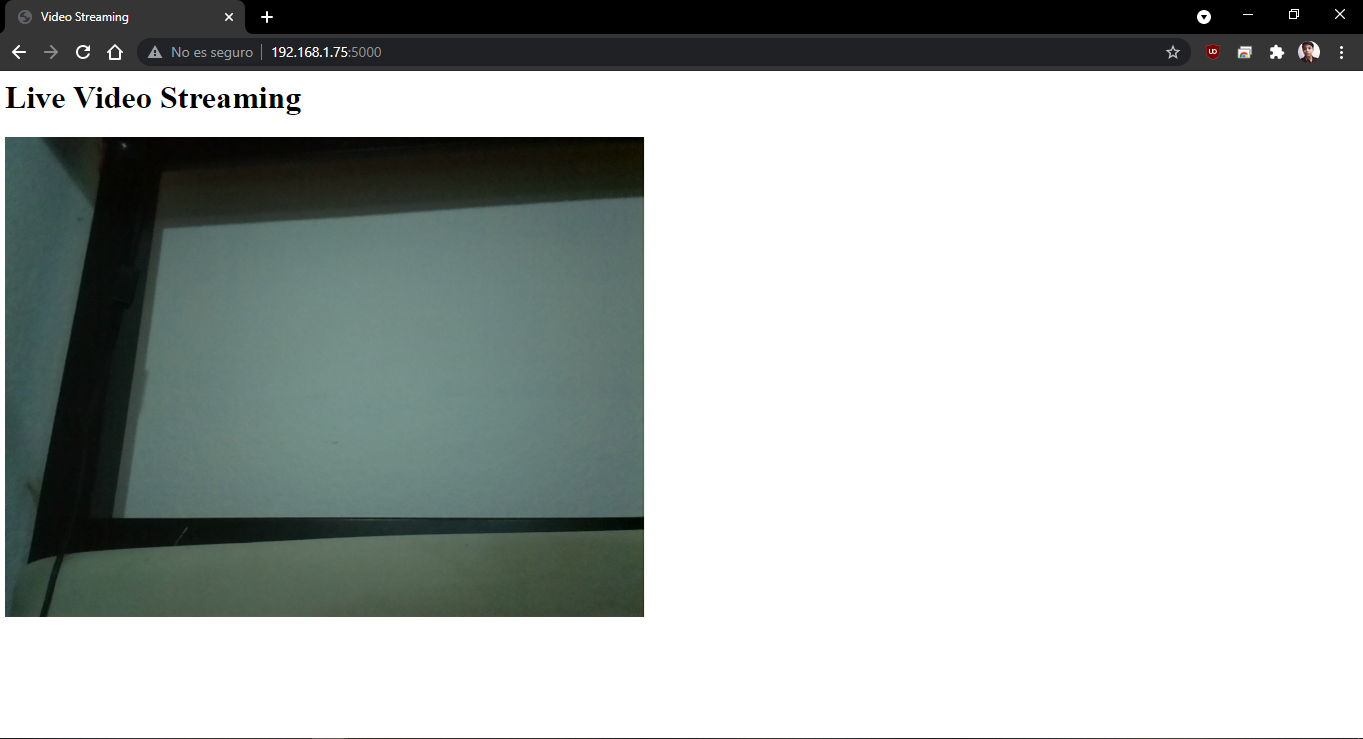 Video Streaming
No es seguro 192.168.1.75:5000
Live Video Streaming